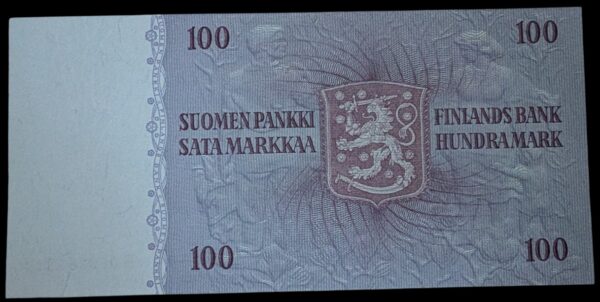 100 100
SUOMEN PANKKI FINLANDS BANK
SATA MARKKAA HUNDRA MARK
100 100